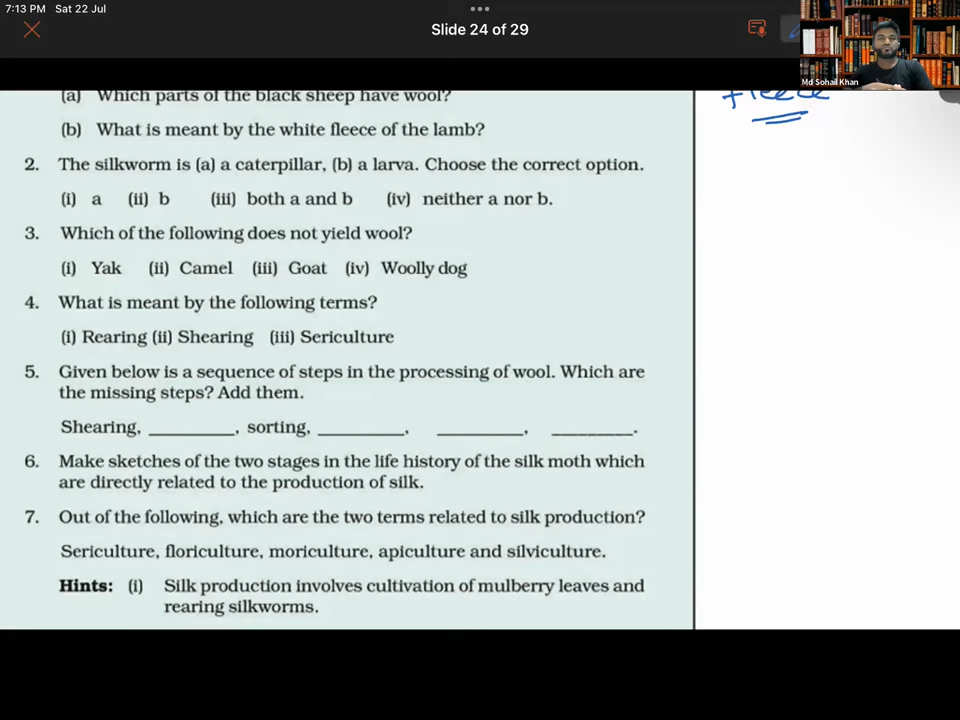 7:13 PM Sat 22 Jul
Slide 24 of 29
Md Sohail Khan
fleece
(a) Which parts of the black sheep have wool?
(b) What is meant by the white fleece of the lamb?
2. The silkworm is (a) a caterpillar, (b) a larva. Choose the correct option.
(i) a (ii) b (iii) both a and b (iv) neither a nor b.
3. Which of the following does not yield wool?
(i) Yak (ii) Camel (iii) Goat (iv) Woolly dog
4. What is meant by the following terms?
(i) Rearing (ii) Shearing (iii) Sericulture
5. Given below is a sequence of steps in the processing of wool. Which are
the missing steps? Add them.
Shearing, __________, sorting, __________, __________, __________.
6. Make sketches of the two stages in the life history of the silk moth which
are directly related to the production of silk.
7. Out of the following, which are the two terms related to silk production?
Sericulture, floriculture, moriculture, apiculture and silviculture.
Hints: (i) Silk production involves cultivation of mulberry leaves and
rearing silkworms.